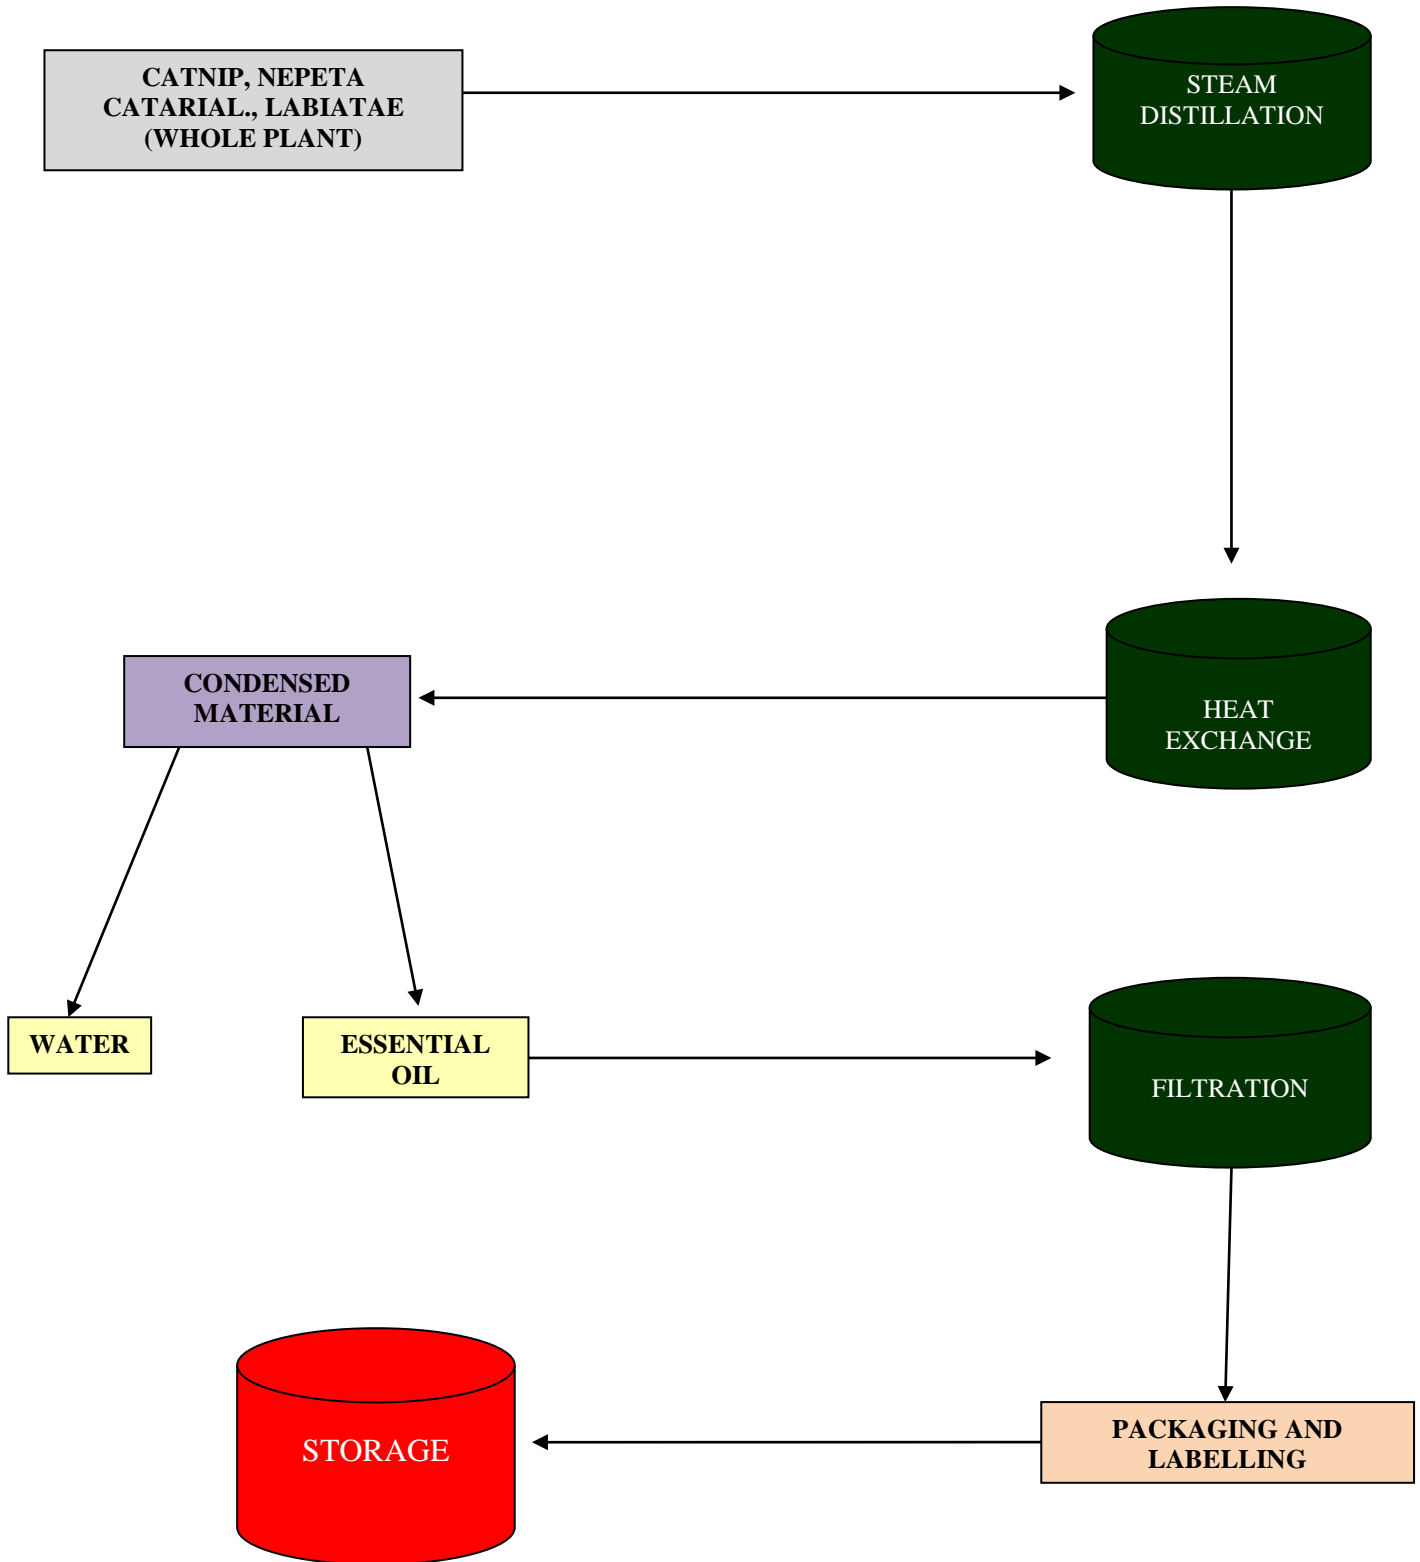 CATNIP, NEPETA
CATARIAL., LABIATAE
(WHOLE PLANT)
STEAM
DISTILLATION
CONDENSED
MATERIAL
HEAT
EXCHANGE
WATER
ESSENTIAL
OIL
FILTRATION
STORAGE
PACKAGING AND
LABELLING